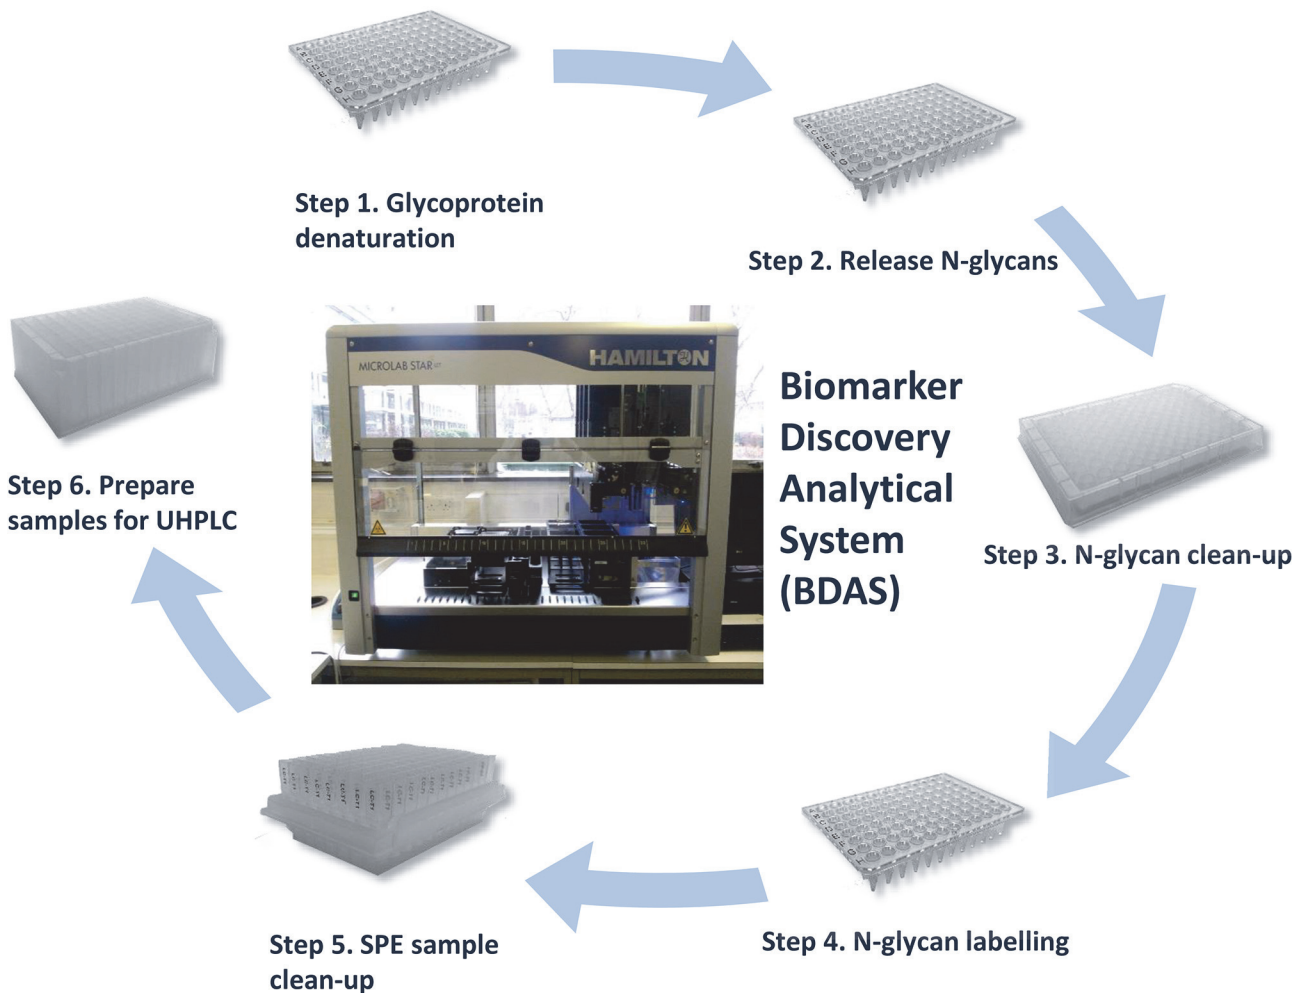 Step 1. Glycoprotein
denaturation
Step 2. Release N-glycans
Step 3. N-glycan clean-up
Step 4. N-glycan labelling
Step 5. SPE sample
clean-up
Step 6. Prepare
samples for UHPLC
MICROLAB STAR
HAMILTON
Biomarker
Discovery
Analytical
System
(BDAS)